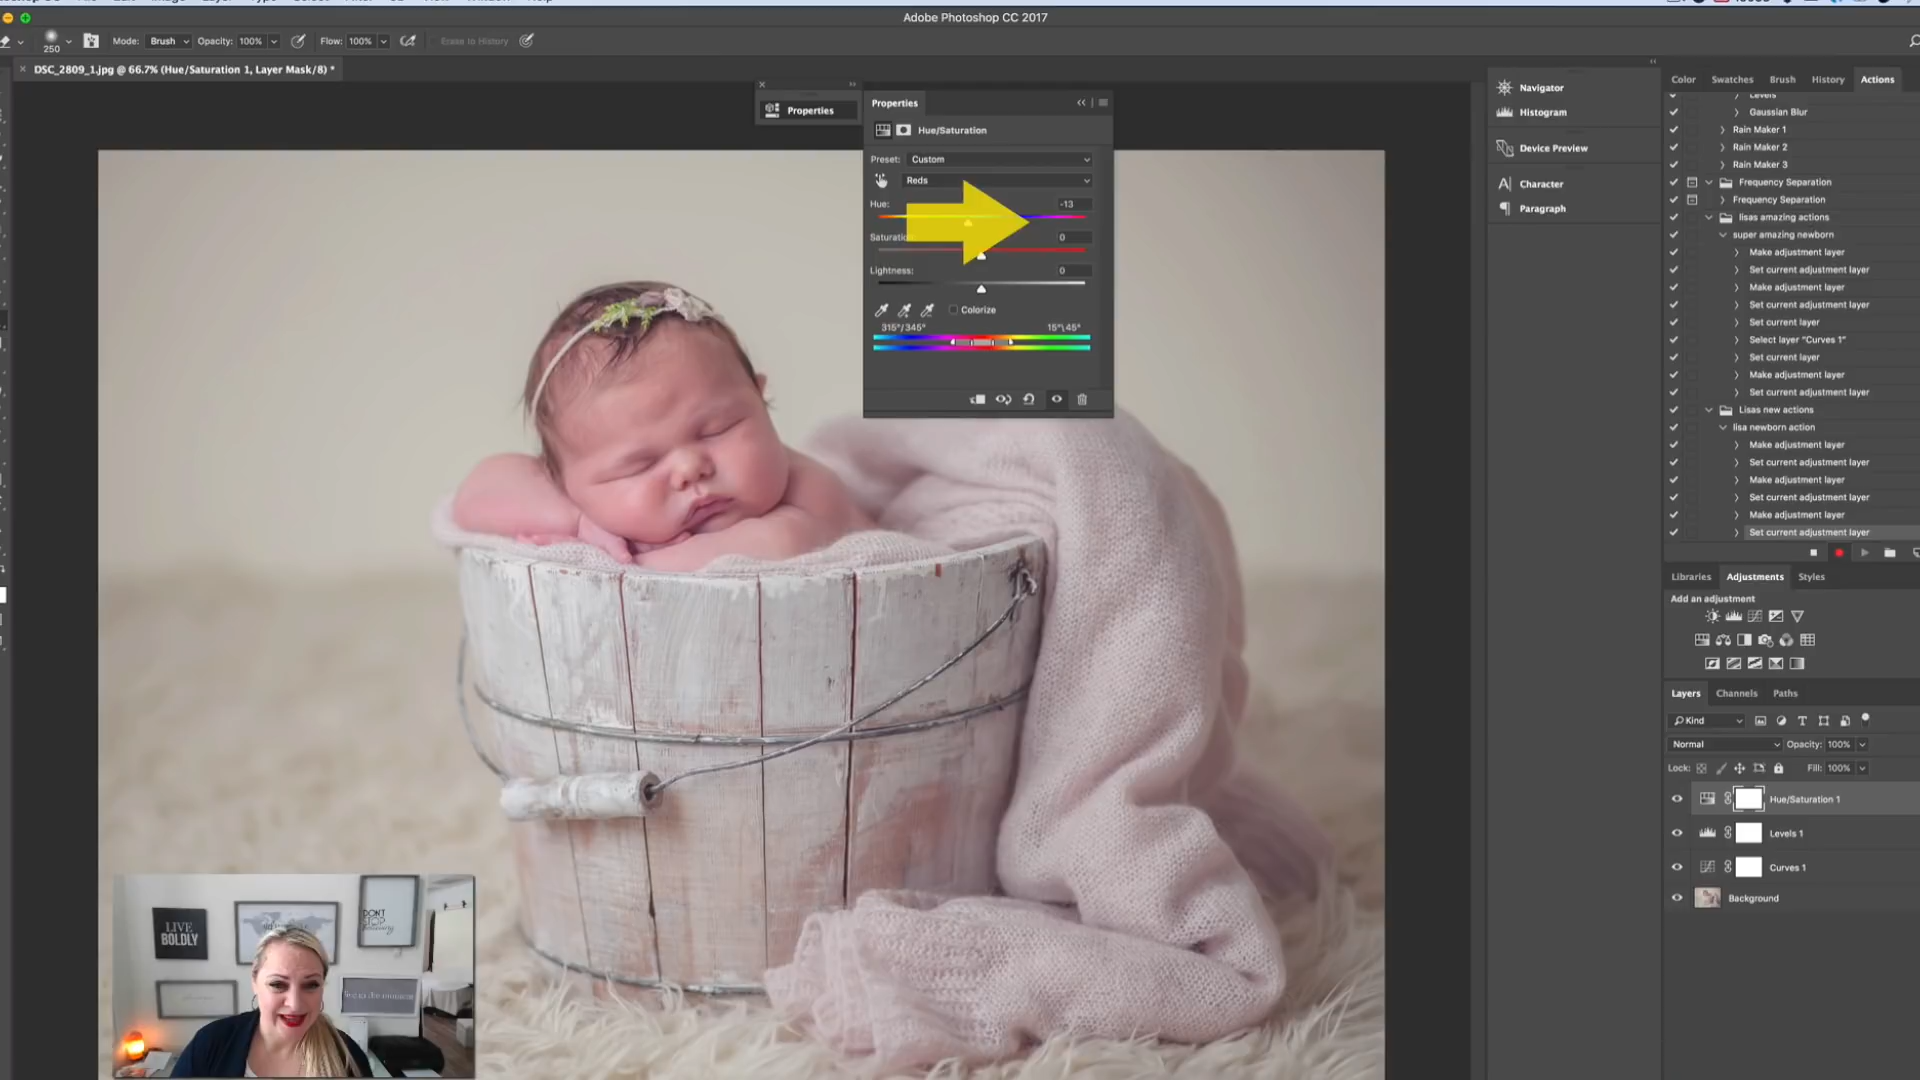 Adobe Photoshop CC 2017
250
Mode: Brush Opacity: 100% Flow: 100% Erase to History
× DSC_2809_1.jpg @ 66.7% (Hue/Saturation 1, Layer Mask/8) *
Properties
Properties
Hue/Saturation
Preset: Custom
Reds
Hue: -13
Saturation 0
Lightness: 0
Colorize
315°/345° 15°\45°
Navigator
Histogram
Device Preview
Character
Paragraph
Color Swatches Brush History Actions
Levels
Gaussian Blur
Rain Maker 1
Rain Maker 2
Rain Maker 3
Frequency Separation
Frequency Separation
lisas amazing actions
super amazing newborn
Make adjustment layer
Set current adjustment layer
Make adjustment layer
Set current adjustment layer
Set current layer
Select layer "Curves 1"
Set current layer
Make adjustment layer
Set current adjustment layer
Lisas new actions
lisa newborn action
Make adjustment layer
Set current adjustment layer
Make adjustment layer
Set current adjustment layer
Make adjustment layer
Set current adjustment layer
Libraries Adjustments Styles
Add an adjustment
Layers Channels Paths
Kind
Normal Opacity: 100%
Lock: Fill: 100%
Hue/Saturation 1
Levels 1
Curves 1
Background
LIVE
BOLDLY
DON'T
STOP